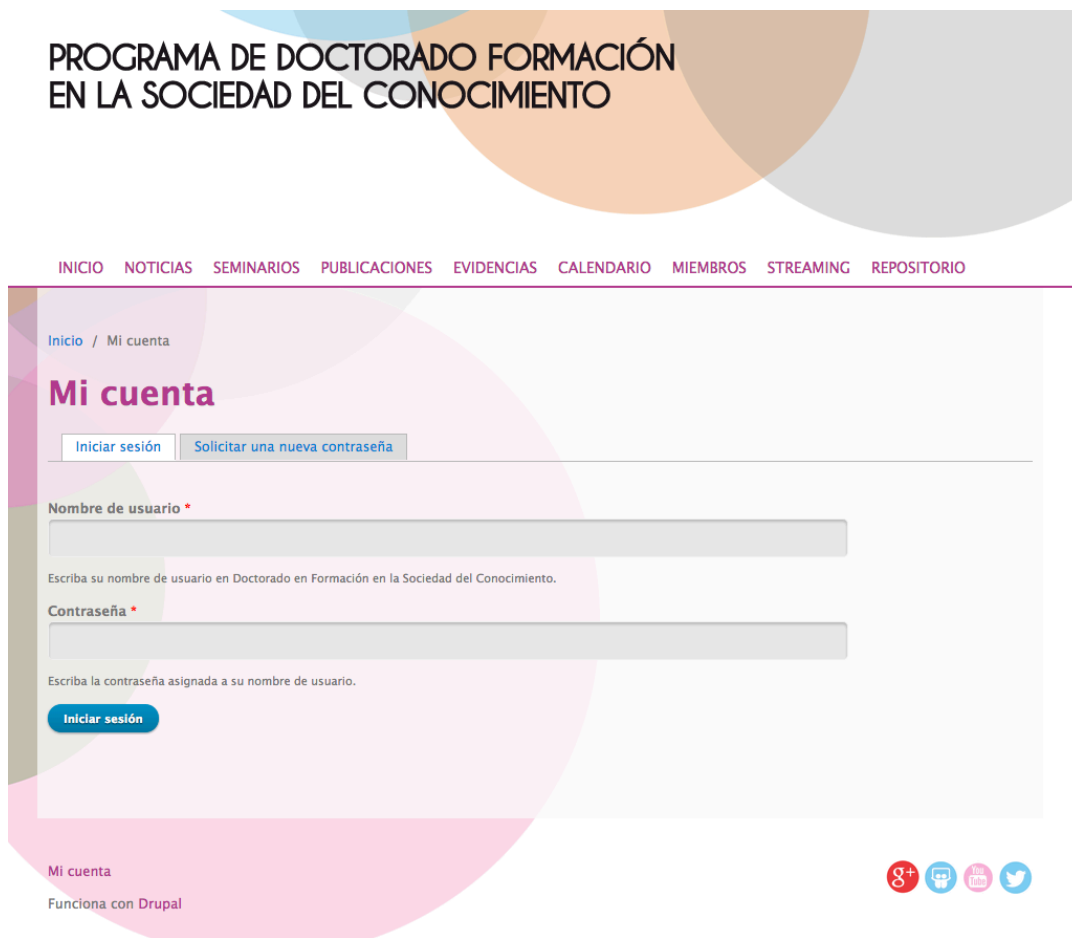 PROGRAMA DE DOCTORADO FORMACIÓN
EN LA SOCIEDAD DEL CONOCIMIENTO
INICIO NOTICIAS SEMINARIOS PUBLICACIONES EVIDENCIAS CALENDARIO MIEMBROS STREAMING REPOSITORIO
Inicio / Mi cuenta
Mi cuenta
Iniciar sesión Solicitar una nueva contraseña
Nombre de usuario *
Escriba su nombre de usuario en Doctorado en Formación en la Sociedad del Conocimiento.
Contraseña *
Escriba la contraseña asignada a su nombre de usuario.
Iniciar sesión
Mi cuenta
g+ You Tube
Funciona con Drupal